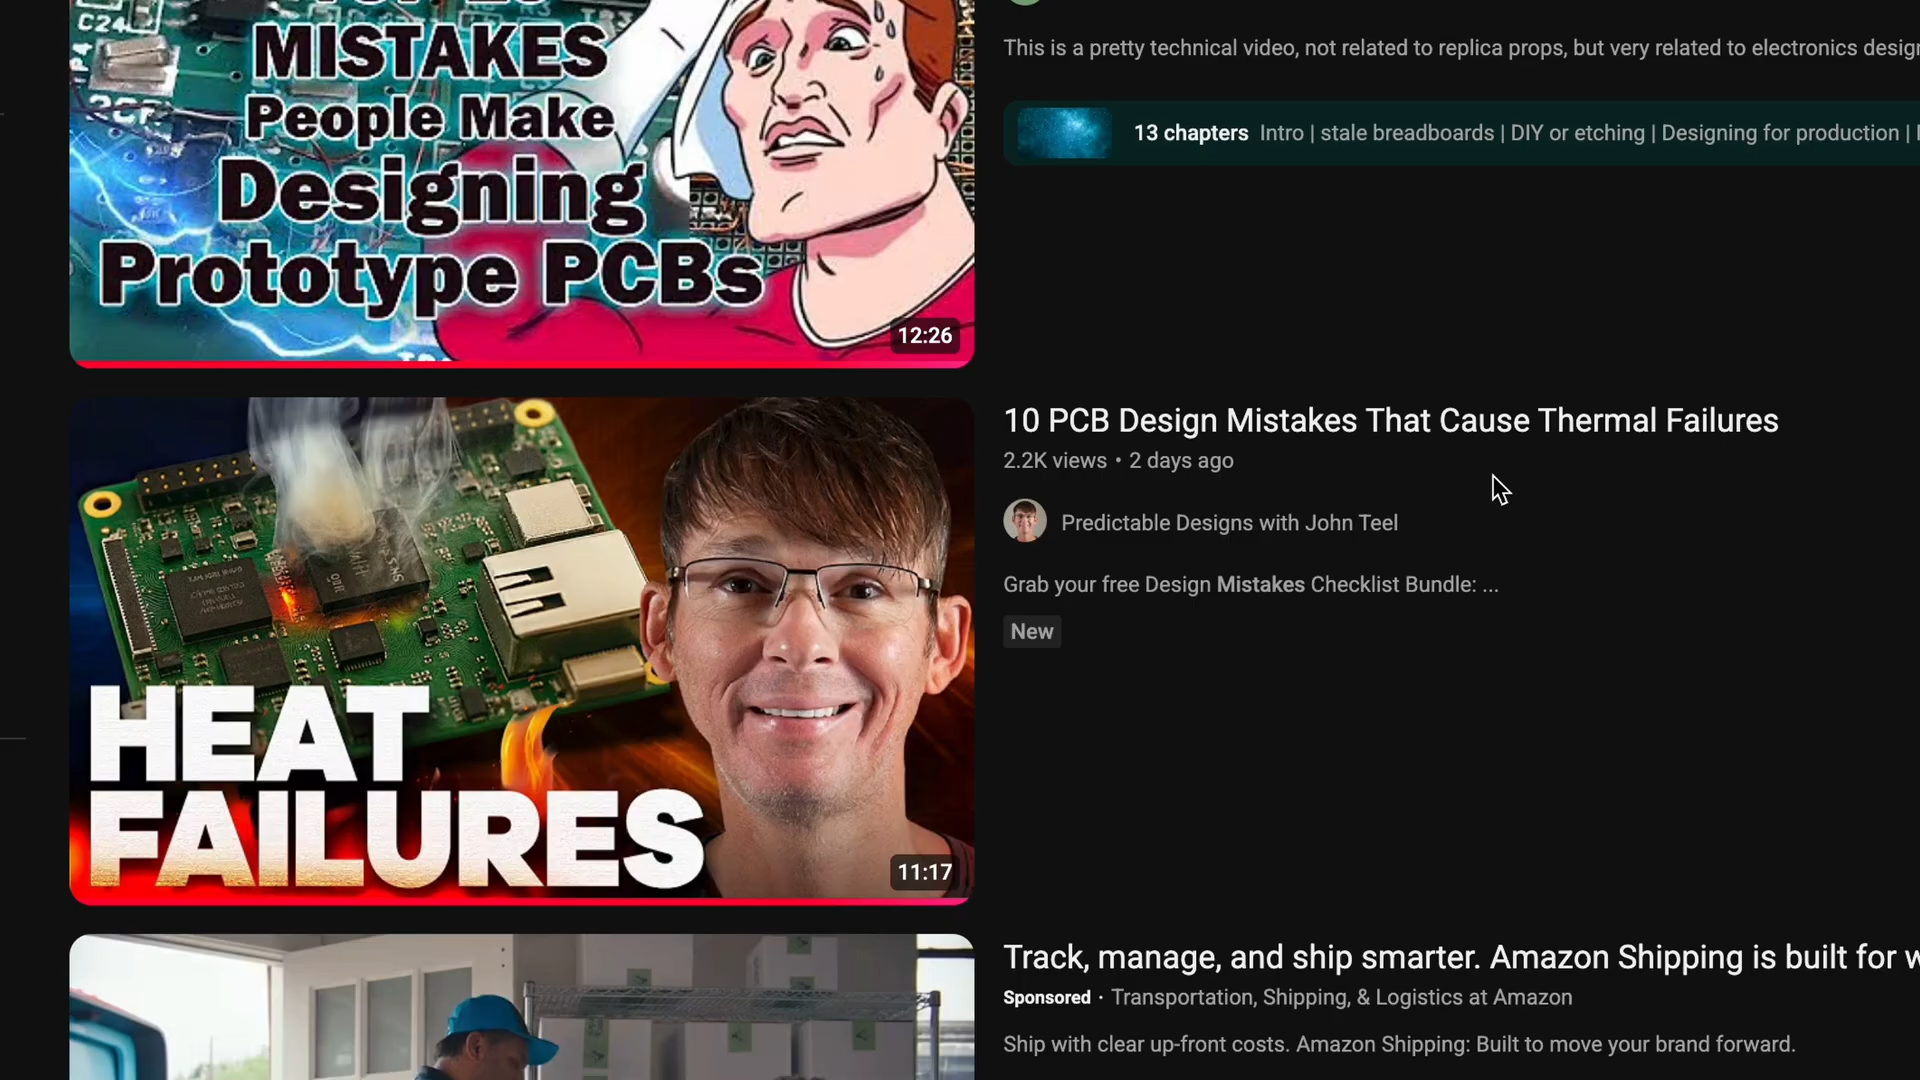 C24
MISTAKES
People Make
Designing
Prototype PCBs
12:26
This is a pretty technical video, not related to replica props, but very related to electronics design
13 chapters Intro | stale breadboards | DIY or etching | Designing for production |
10 PCB Design Mistakes That Cause Thermal Failures
2.2K views • 2 days ago
Predictable Designs with John Teel
Grab your free Design Mistakes Checklist Bundle: ...
New
HEAT
FAILURES
11:17
Track, manage, and ship smarter. Amazon Shipping is built for
Sponsored · Transportation, Shipping, & Logistics at Amazon
Ship with clear up-front costs. Amazon Shipping: Built to move your brand forward.